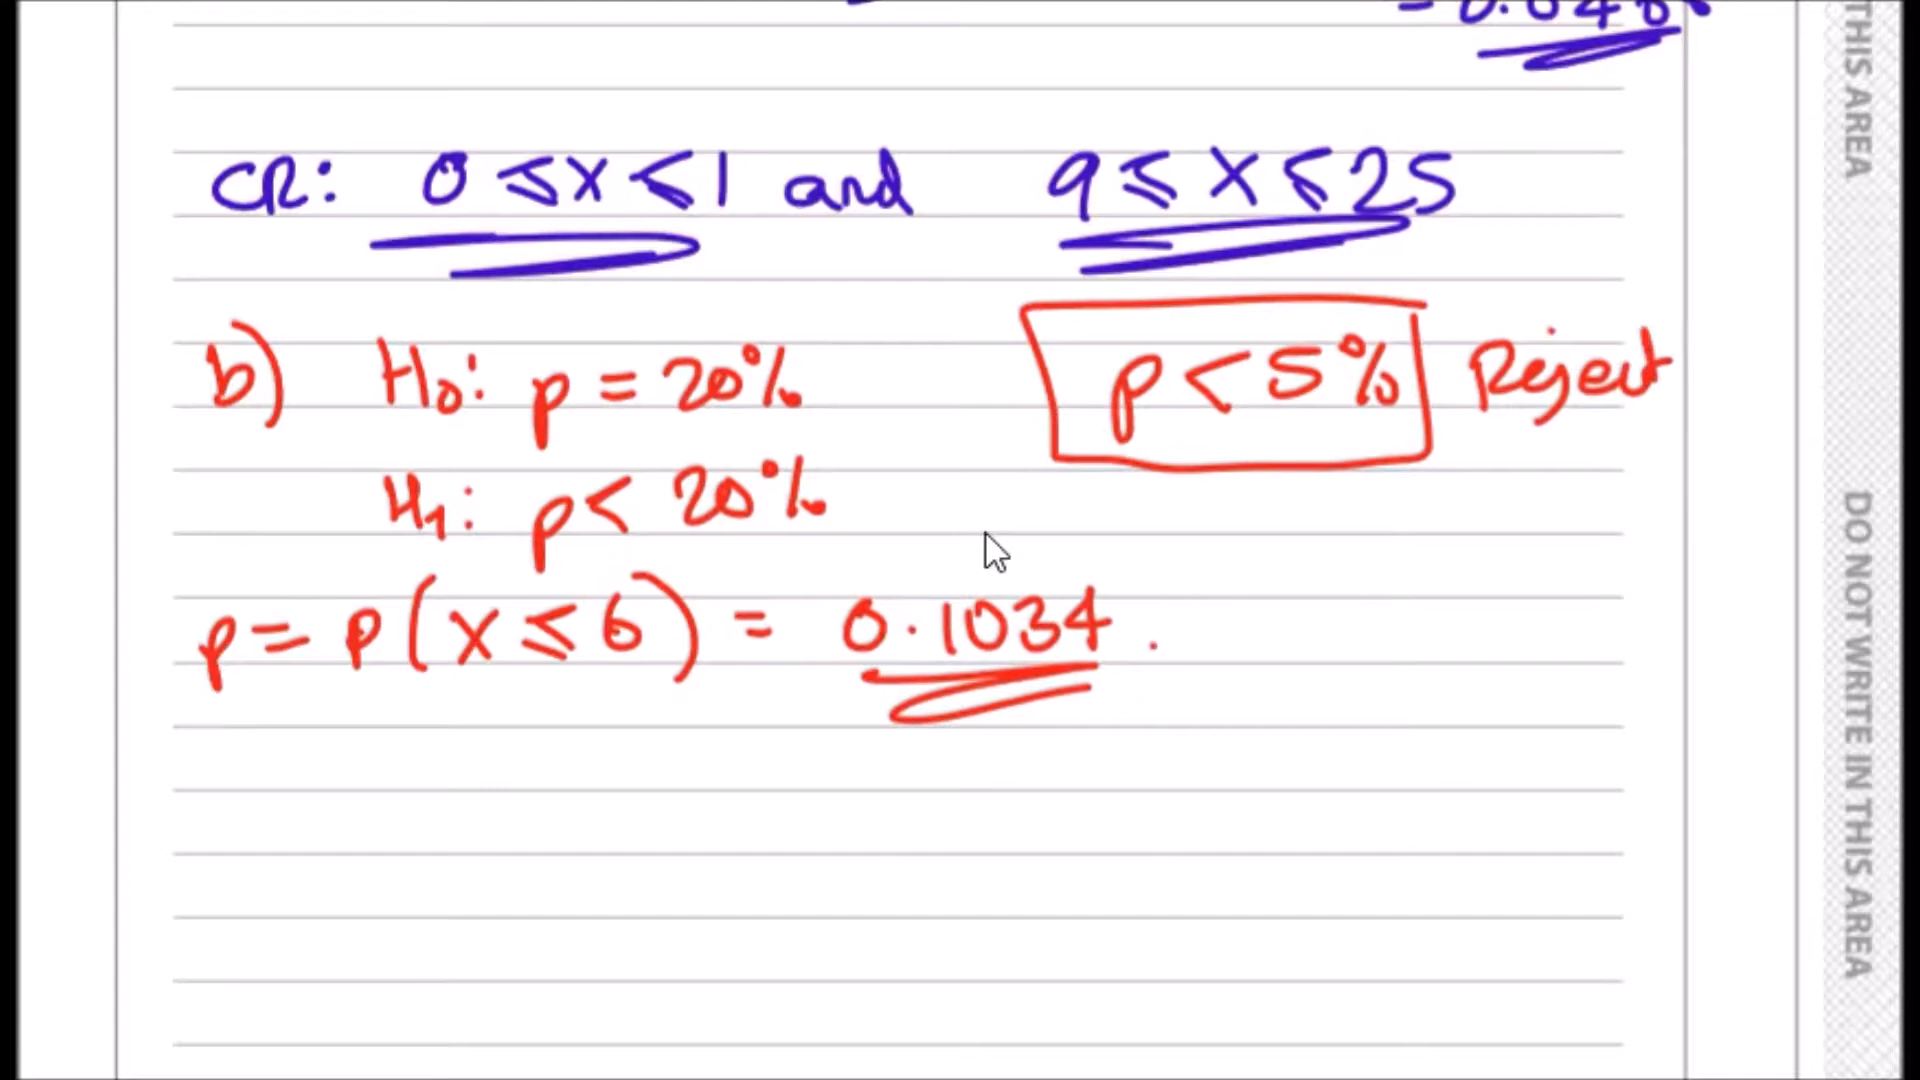 CR: 0 ≤ X ≤ 1 and 9 ≤ X ≤ 25
b) H₀: p = 20% p < 5% Reject
H₁: p < 20%
p = P(X ≤ 6) = 0.1034.
THIS AREA
DO NOT WRITE IN THIS AREA